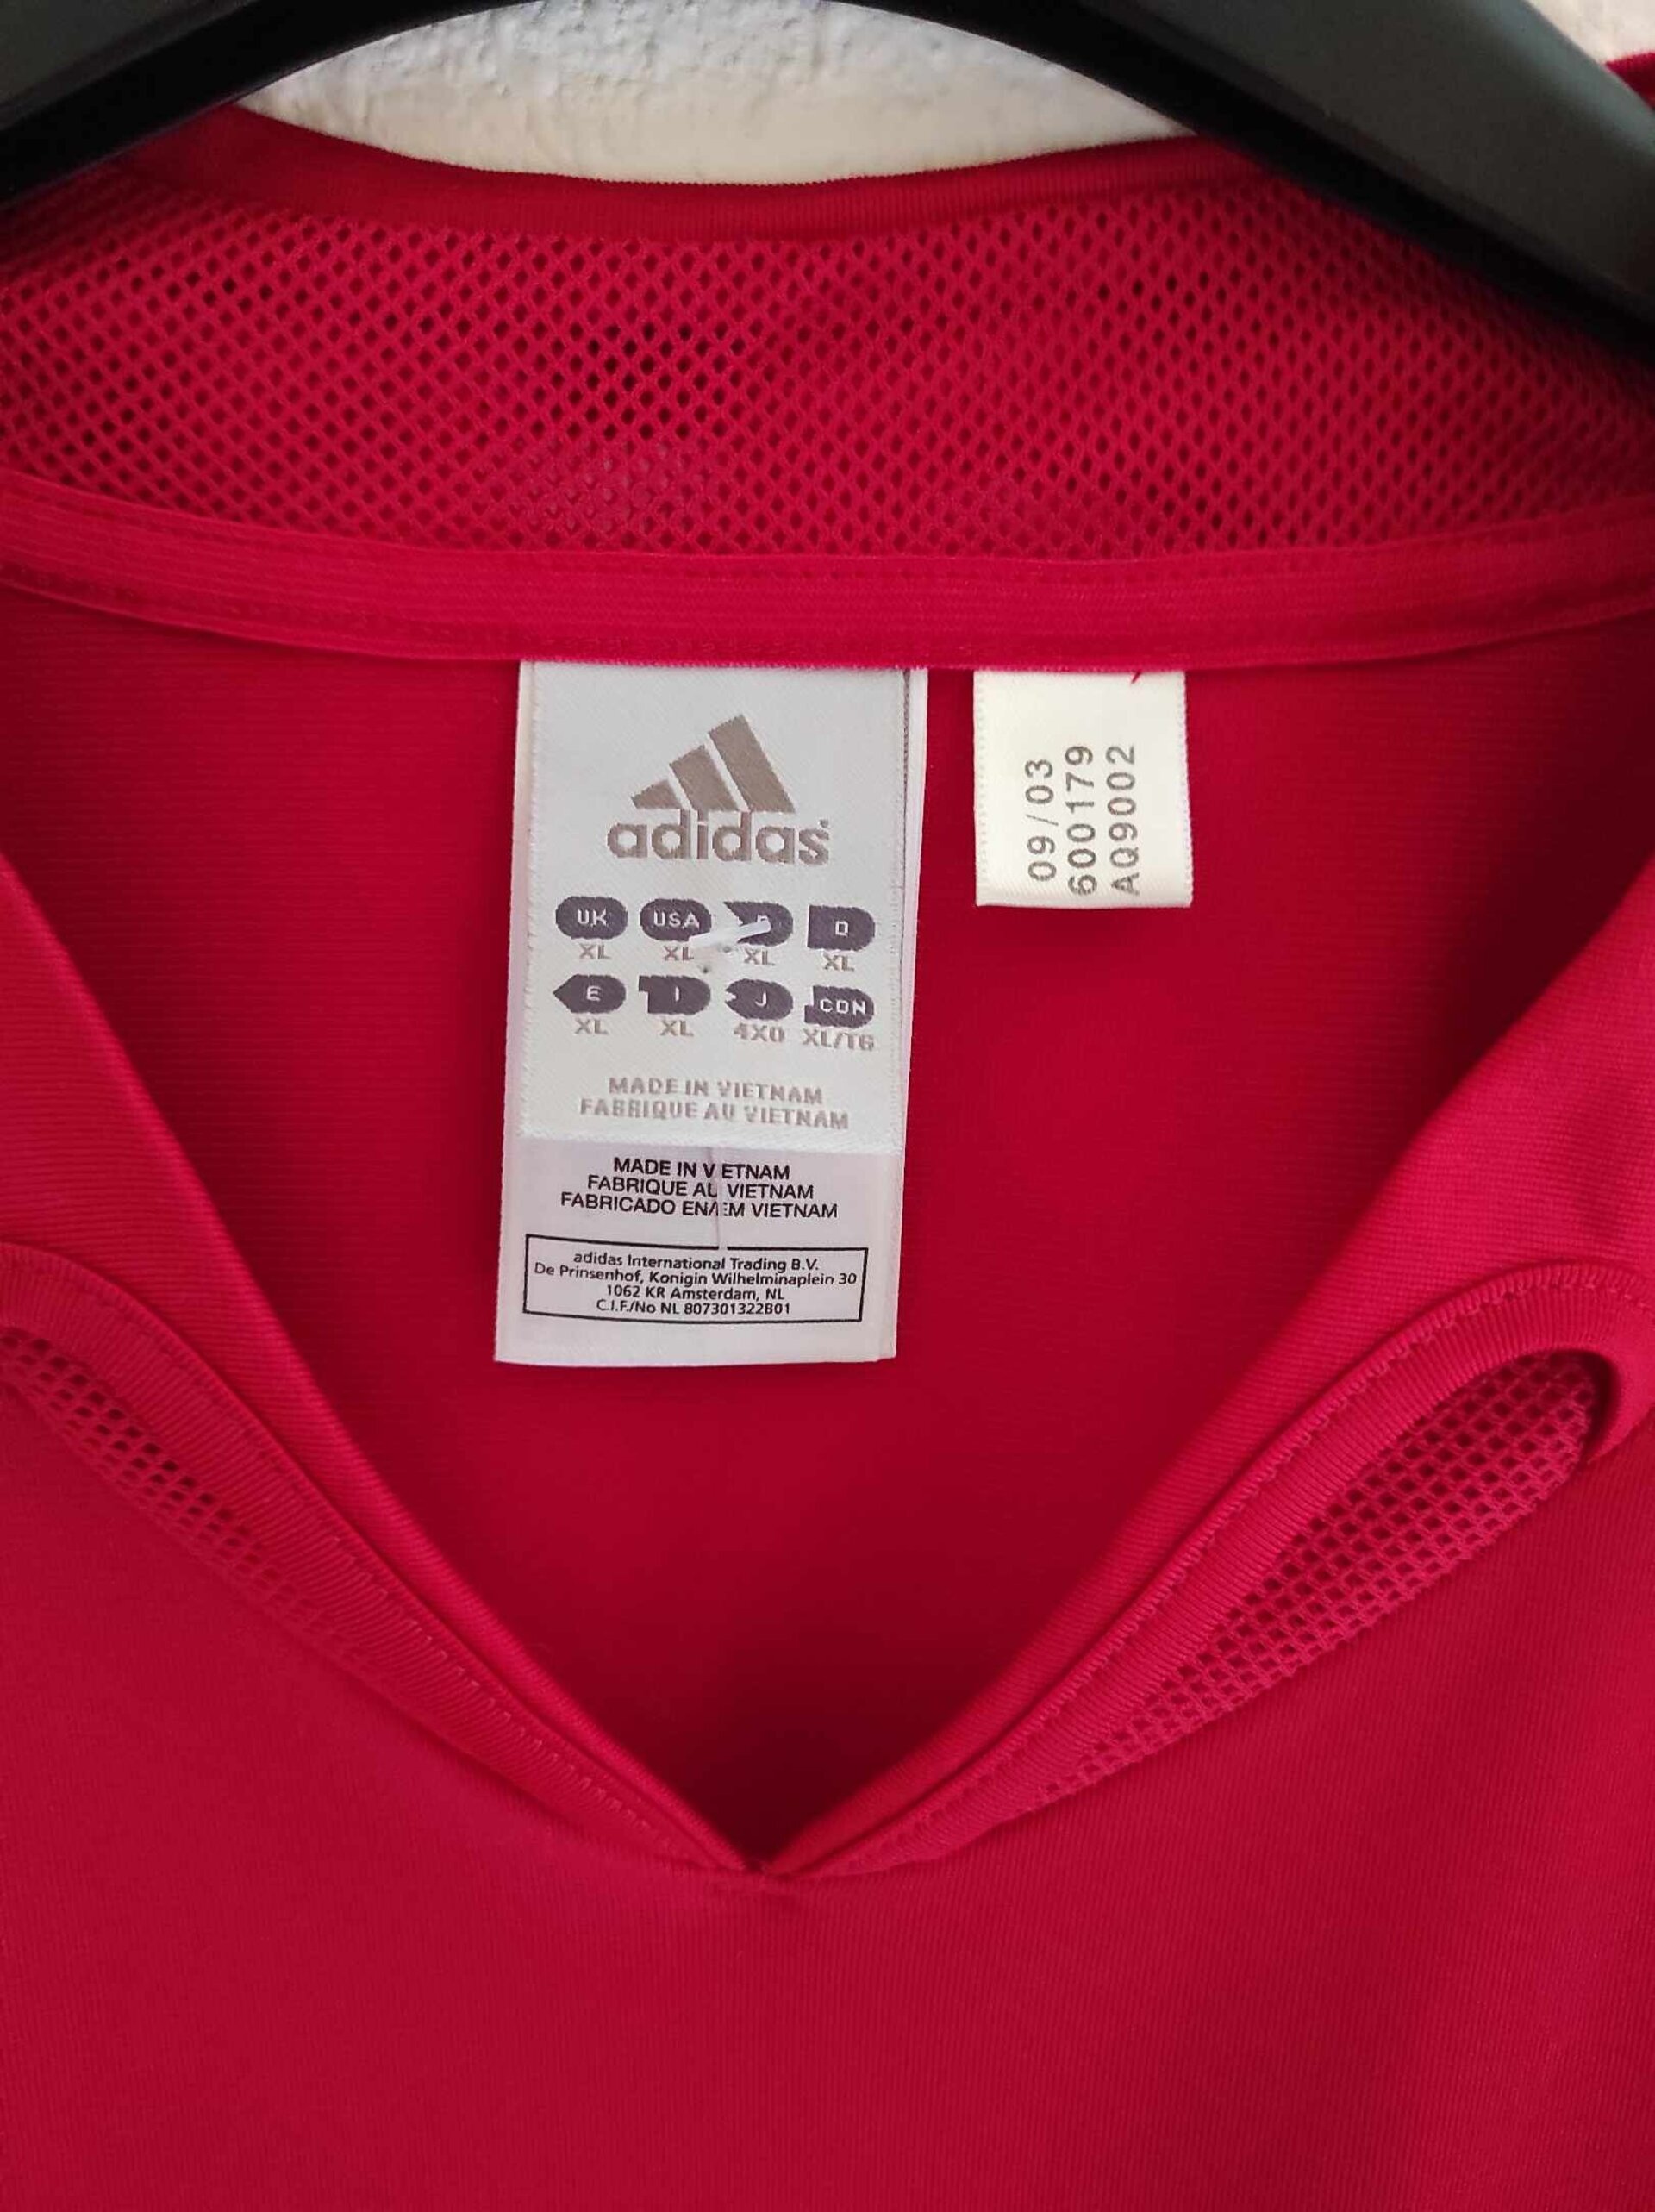 adidas
UK USA F D
XL XL XL XL
E I J CDN
XL XL 4XO XL/TG
MADE IN VIETNAM
FABRIQUE AU VIETNAM
MADE IN VIETNAM
FABRIQUE AU VIETNAM
FABRICADO EN/EM VIETNAM
adidas International Trading B.V.
De Prinsenhof, Konigin Wilhelminaplein 30
1062 KR Amsterdam, NL
C.I.F./No NL 807301322B01
09/03
600179
AQ9002